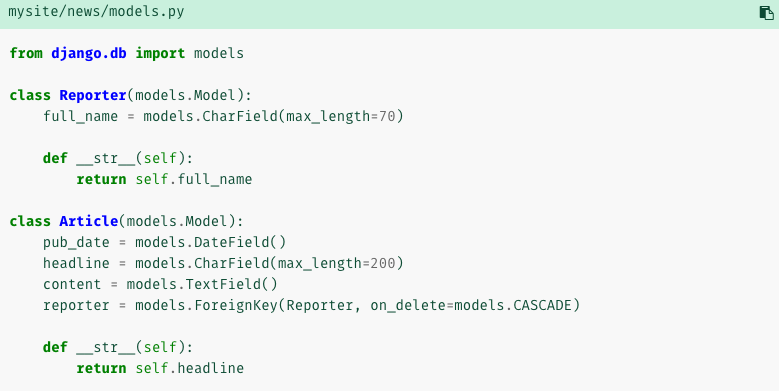 mysite/news/models.py
from django.db import models
class Reporter(models.Model):
    full_name = models.CharField(max_length=70)
    def __str__(self):
        return self.full_name
class Article(models.Model):
    pub_date = models.DateField()
    headline = models.CharField(max_length=200)
    content = models.TextField()
    reporter = models.ForeignKey(Reporter, on_delete=models.CASCADE)
    def __str__(self):
        return self.headline